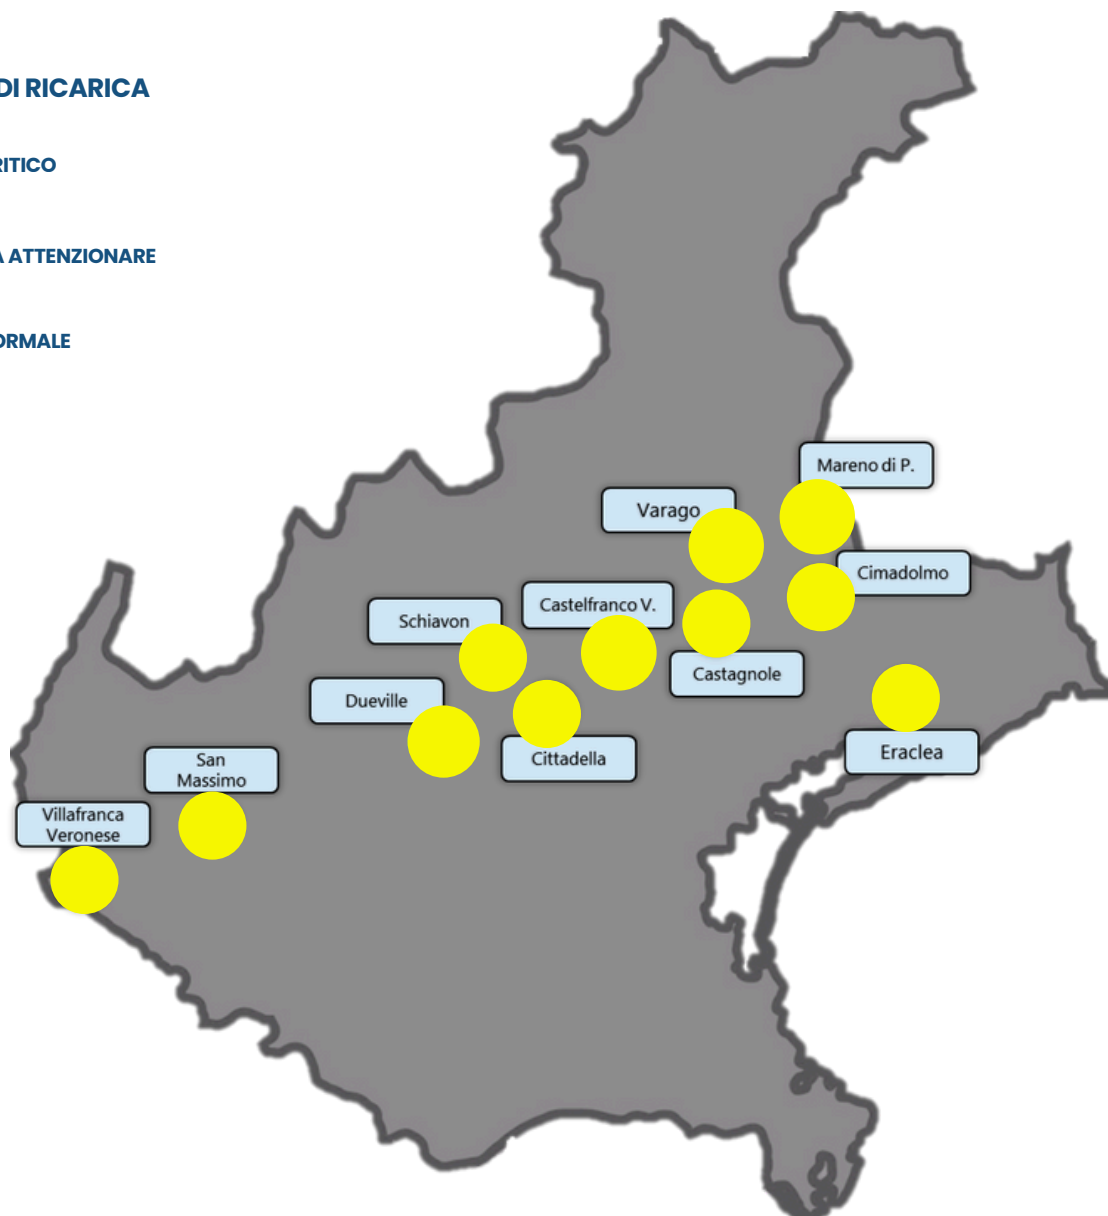 DI RICARICA
RITICO
A ATTENZIONARE
ORMALE
Mareno di P.
Varago
Cimadolmo
Castelfranco V.
Schiavon
Castagnole
Dueville
Eraclea
Cittadella
San
Massimo
Villafranca
Veronese